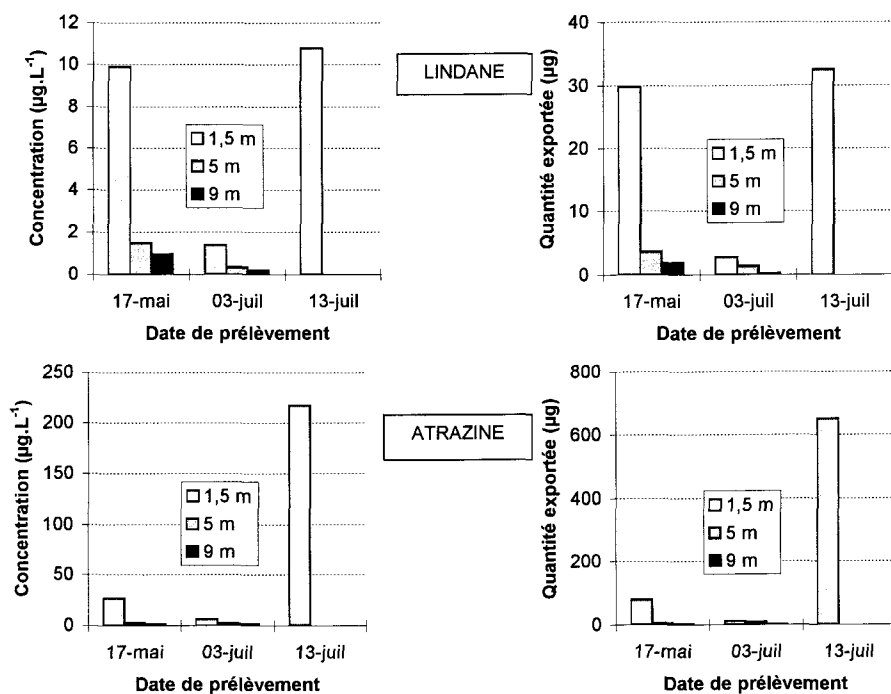 LINDANE
Concentration (µg.L⁻¹)
12
10
8
6
4
2
0
1,5 m
5 m
9 m
17-mai 03-juil 13-juil
Date de prélèvement
Quantité exportée (µg)
40
30
20
10
0
1,5 m
5 m
9 m
17-mai 03-juil 13-juil
Date de prélèvement
ATRAZINE
Concentration (µg.L⁻¹)
250
200
150
100
50
0
1,5 m
5 m
9 m
17-mai 03-juil 13-juil
Date de prélèvement
Quantité exportée (µg)
800
600
400
200
0
1,5 m
5 m
9 m
17-mai 03-juil 13-juil
Date de prélèvement